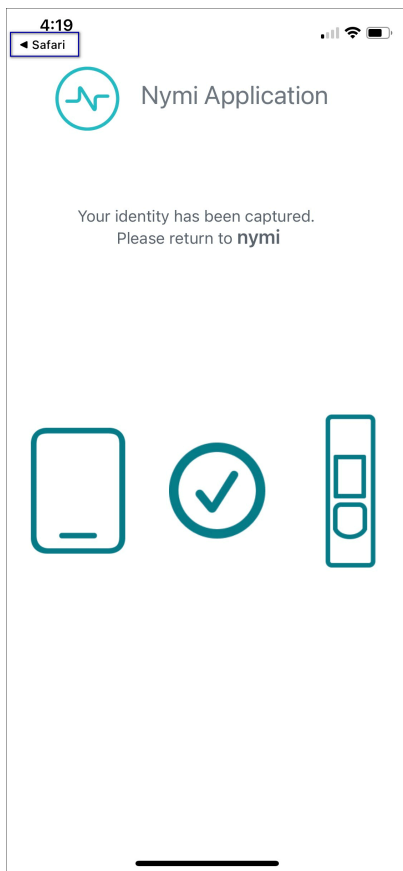 4:19
◀ Safari
Nymi Application
Your identity has been captured.
Please return to nymi